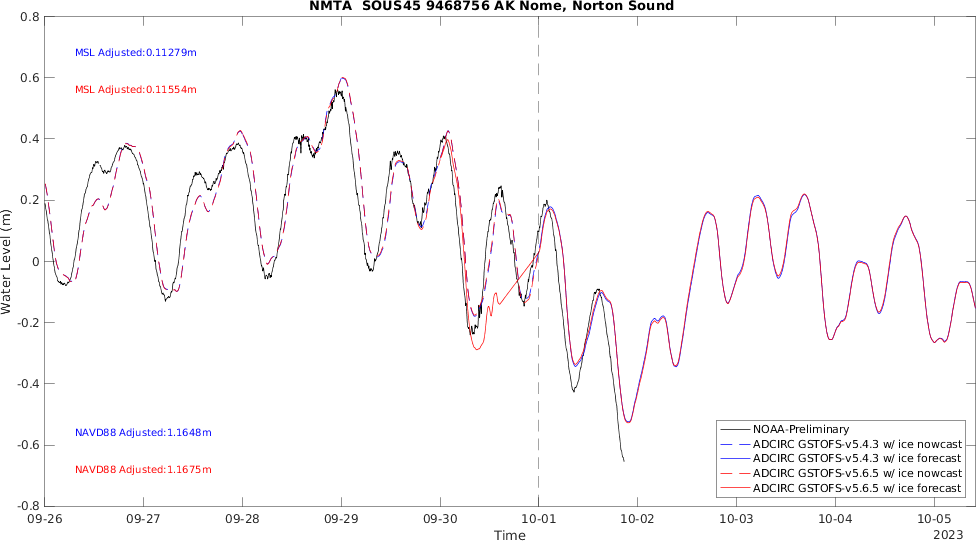 NMTA SOUS45 9468756 AK Nome, Norton Sound
0.8
0.6
0.4
0.2
0
-0.2
-0.4
-0.6
-0.8
Water Level (m)
MSL Adjusted:0.11279m
MSL Adjusted:0.11554m
NAVD88 Adjusted:1.1648m
NAVD88 Adjusted:1.1675m
NOAA-Preliminary
ADCIRC GSTOFS-v5.4.3 w/ ice nowcast
ADCIRC GSTOFS-v5.4.3 w/ ice forecast
ADCIRC GSTOFS-v5.6.5 w/ ice nowcast
ADCIRC GSTOFS-v5.6.5 w/ ice forecast
09-26 09-27 09-28 09-29 09-30 10-01 10-02 10-03 10-04 10-05
Time
2023